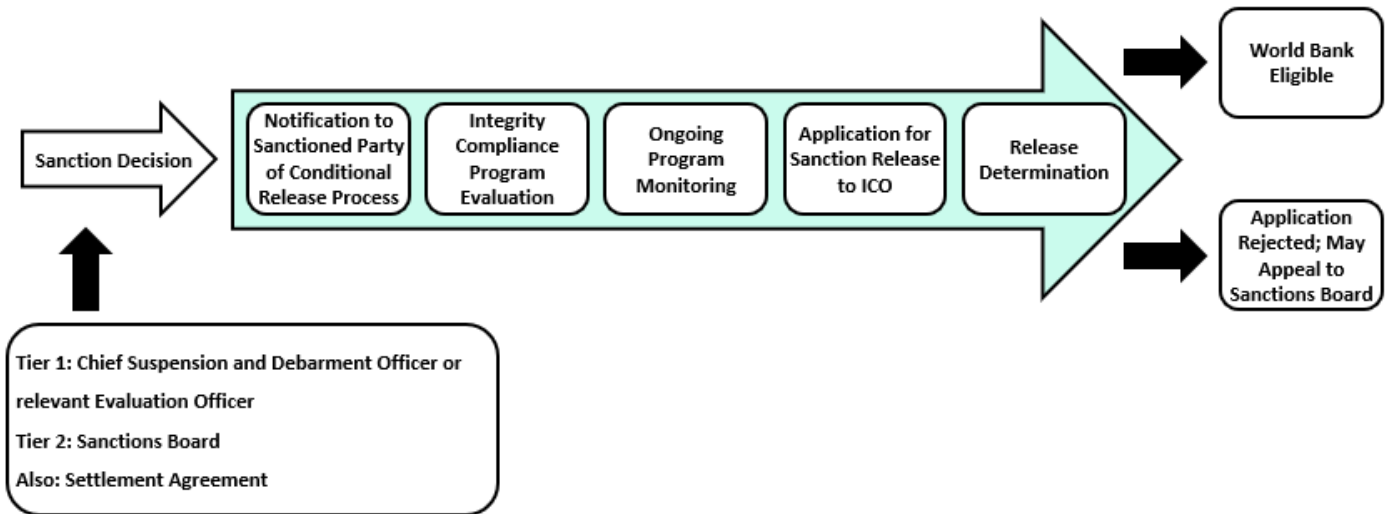 Sanction Decision
Notification to
Sanctioned Party
of Conditional
Release Process
Integrity
Compliance
Program
Evaluation
Ongoing
Program
Monitoring
Application for
Sanction Release
to ICO
Release
Determination
World Bank
Eligible
Application
Rejected; May
Appeal to
Sanctions Board
Tier 1: Chief Suspension and Debarment Officer or
relevant Evaluation Officer
Tier 2: Sanctions Board
Also: Settlement Agreement